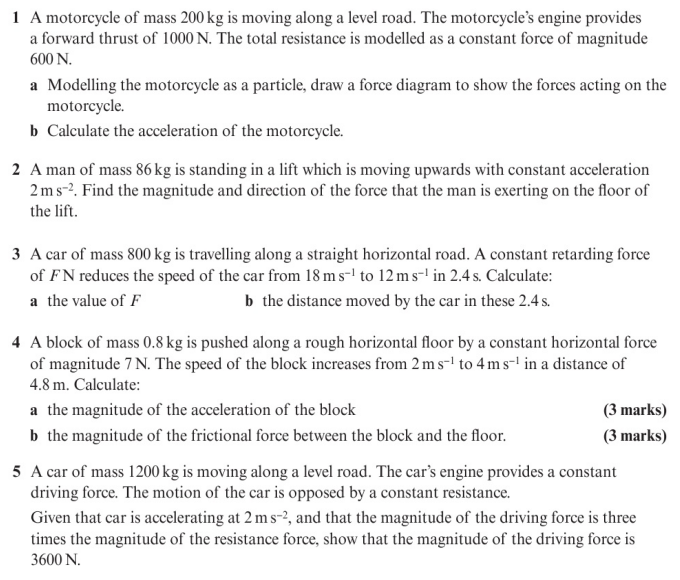 1 A motorcycle of mass 200 kg is moving along a level road. The motorcycle's engine provides
a forward thrust of 1000 N. The total resistance is modelled as a constant force of magnitude
600 N.
a Modelling the motorcycle as a particle, draw a force diagram to show the forces acting on the
motorcycle.
b Calculate the acceleration of the motorcycle.
2 A man of mass 86 kg is standing in a lift which is moving upwards with constant acceleration
2 m s⁻². Find the magnitude and direction of the force that the man is exerting on the floor of
the lift.
3 A car of mass 800 kg is travelling along a straight horizontal road. A constant retarding force
of F N reduces the speed of the car from 18 m s⁻¹ to 12 m s⁻¹ in 2.4 s. Calculate:
a the value of F b the distance moved by the car in these 2.4 s.
4 A block of mass 0.8 kg is pushed along a rough horizontal floor by a constant horizontal force
of magnitude 7 N. The speed of the block increases from 2 m s⁻¹ to 4 m s⁻¹ in a distance of
4.8 m. Calculate:
a the magnitude of the acceleration of the block (3 marks)
b the magnitude of the frictional force between the block and the floor. (3 marks)
5 A car of mass 1200 kg is moving along a level road. The car's engine provides a constant
driving force. The motion of the car is opposed by a constant resistance.
Given that car is accelerating at 2 m s⁻², and that the magnitude of the driving force is three
times the magnitude of the resistance force, show that the magnitude of the driving force is
3600 N.